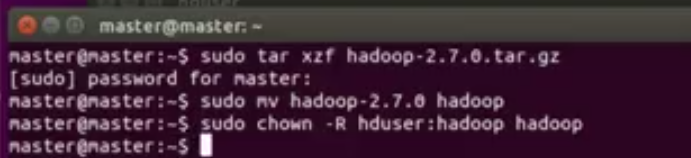 hduser
master@master: ~
master@master:~$ sudo tar xzf hadoop-2.7.0.tar.gz
[sudo] password for master:
master@master:~$ sudo mv hadoop-2.7.0 hadoop
master@master:~$ sudo chown -R hduser:hadoop hadoop
master@master:~$